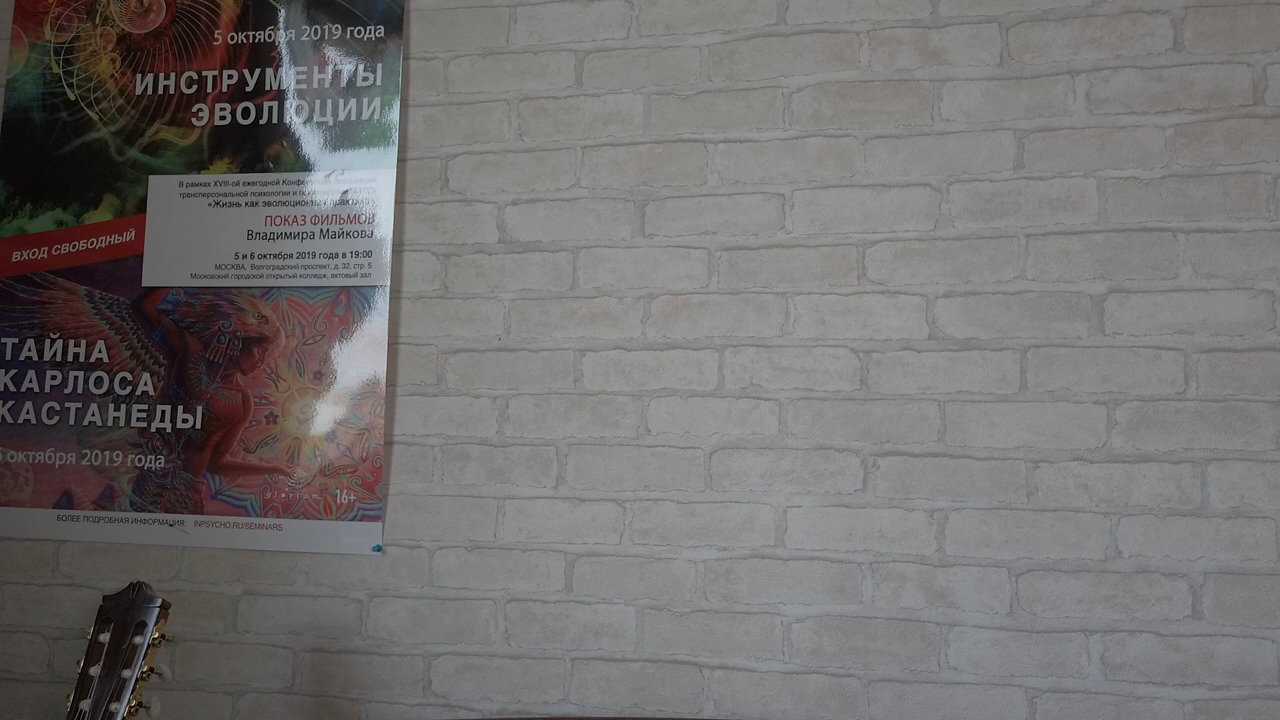 5 октября 2019 года
ИНСТРУМЕНТЫ
ЭВОЛЮЦИИ
В рамках XVIII-ой ежегодной
трансперсональной психологии и
«Жизнь как эволюционная практика»
ПОКАЗ ФИЛЬМОВ
Владимира Майкова
5 и 6 октября 2019 года в 19:00
МОСКВА, Волгоградский проспект, д. 32, стр. 5
Московский городской открытый колледж, актовый зал
ВХОД СВОБОДНЫЙ
ТАЙНА
КАРЛОСА
КАСТАНЕДЫ
октября 2019 года
16+
БОЛЕЕ ПОДРОБНАЯ ИНФОРМАЦИЯ: INPSYCHO.RU/SEMINARS